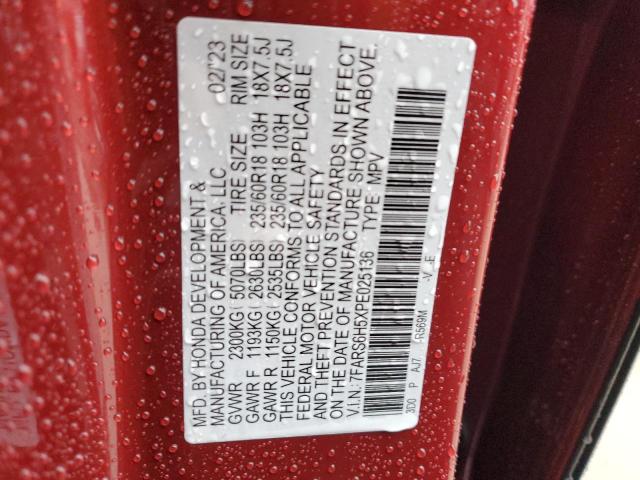 MFD. BY HONDA DEVELOPMENT &
MANUFACTURING OF AMERICA, LLC 02/'23
GVWR 2300KG( 5070LBS) TIRE SIZE RIM SIZE
GAWR F 1193KG( 2630LBS) 235/60R18 103H 18X7.5J
GAWR R 1150KG( 2535LBS) 235/60R18 103H 18X7.5J
THIS VEHICLE CONFORMS TO ALL APPLICABLE
FEDERAL MOTOR VEHICLE SAFETY
AND THEFT PREVENTION STANDARDS IN EFFECT
ON DATE OF MANUFACTURE SHOWN ABOVE.
V.I.N.:7FARS6H5XPE025136 TYPE: MPV
3D0 P AJ7 R569M